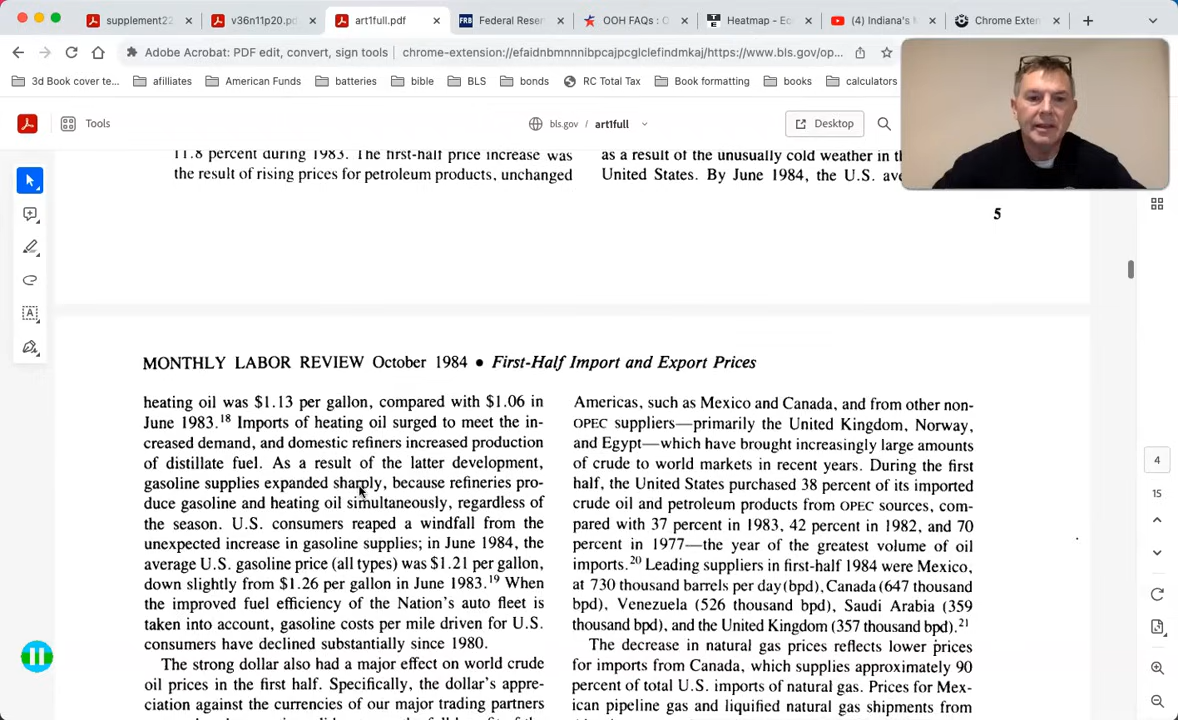 supplement22
v36n11p20.pd
art1full.pdf
Federal Reser
OOH FAQs : O
Heatmap - Eco
(4) Indiana's M
Chrome Exten
Adobe Acrobat: PDF edit, convert, sign tools
chrome-extension://efaidnbmnnnibpcajpcglclefindmkaj/https://www.bls.gov/op...
3d Book cover te...
afilliates
American Funds
batteries
bible
BLS
bonds
RC Total Tax
Book formatting
books
calculators
Tools
bls.gov / art1full
Desktop
11.8 percent during 1983. The first-half price increase was
the result of rising prices for petroleum products, unchanged
as a result of the unusually cold weather in th
United States. By June 1984, the U.S. ave
5
MONTHLY LABOR REVIEW October 1984 • First-Half Import and Export Prices
heating oil was $1.13 per gallon, compared with $1.06 in
June 1983.18 Imports of heating oil surged to meet the in-
creased demand, and domestic refiners increased production
of distillate fuel. As a result of the latter development,
gasoline supplies expanded sharply, because refineries pro-
duce gasoline and heating oil simultaneously, regardless of
the season. U.S. consumers reaped a windfall from the
unexpected increase in gasoline supplies; in June 1984, the
average U.S. gasoline price (all types) was $1.21 per gallon,
down slightly from $1.26 per gallon in June 1983.19 When
the improved fuel efficiency of the Nation's auto fleet is
taken into account, gasoline costs per mile driven for U.S.
consumers have declined substantially since 1980.
The strong dollar also had a major effect on world crude
oil prices in the first half. Specifically, the dollar's appre-
ciation against the currencies of our major trading partners
Americas, such as Mexico and Canada, and from other non-
OPEC suppliers—primarily the United Kingdom, Norway,
and Egypt—which have brought increasingly large amounts
of crude to world markets in recent years. During the first
half, the United States purchased 38 percent of its imported
crude oil and petroleum products from OPEC sources, com-
pared with 37 percent in 1983, 42 percent in 1982, and 70
percent in 1977—the year of the greatest volume of oil
imports.20 Leading suppliers in first-half 1984 were Mexico,
at 730 thousand barrels per day (bpd), Canada (647 thousand
bpd), Venezuela (526 thousand bpd), Saudi Arabia (359
thousand bpd), and the United Kingdom (357 thousand bpd).21
The decrease in natural gas prices reflects lower prices
for imports from Canada, which supplies approximately 90
percent of total U.S. imports of natural gas. Prices for Mex-
ican pipeline gas and liquified natural gas shipments from
4
15